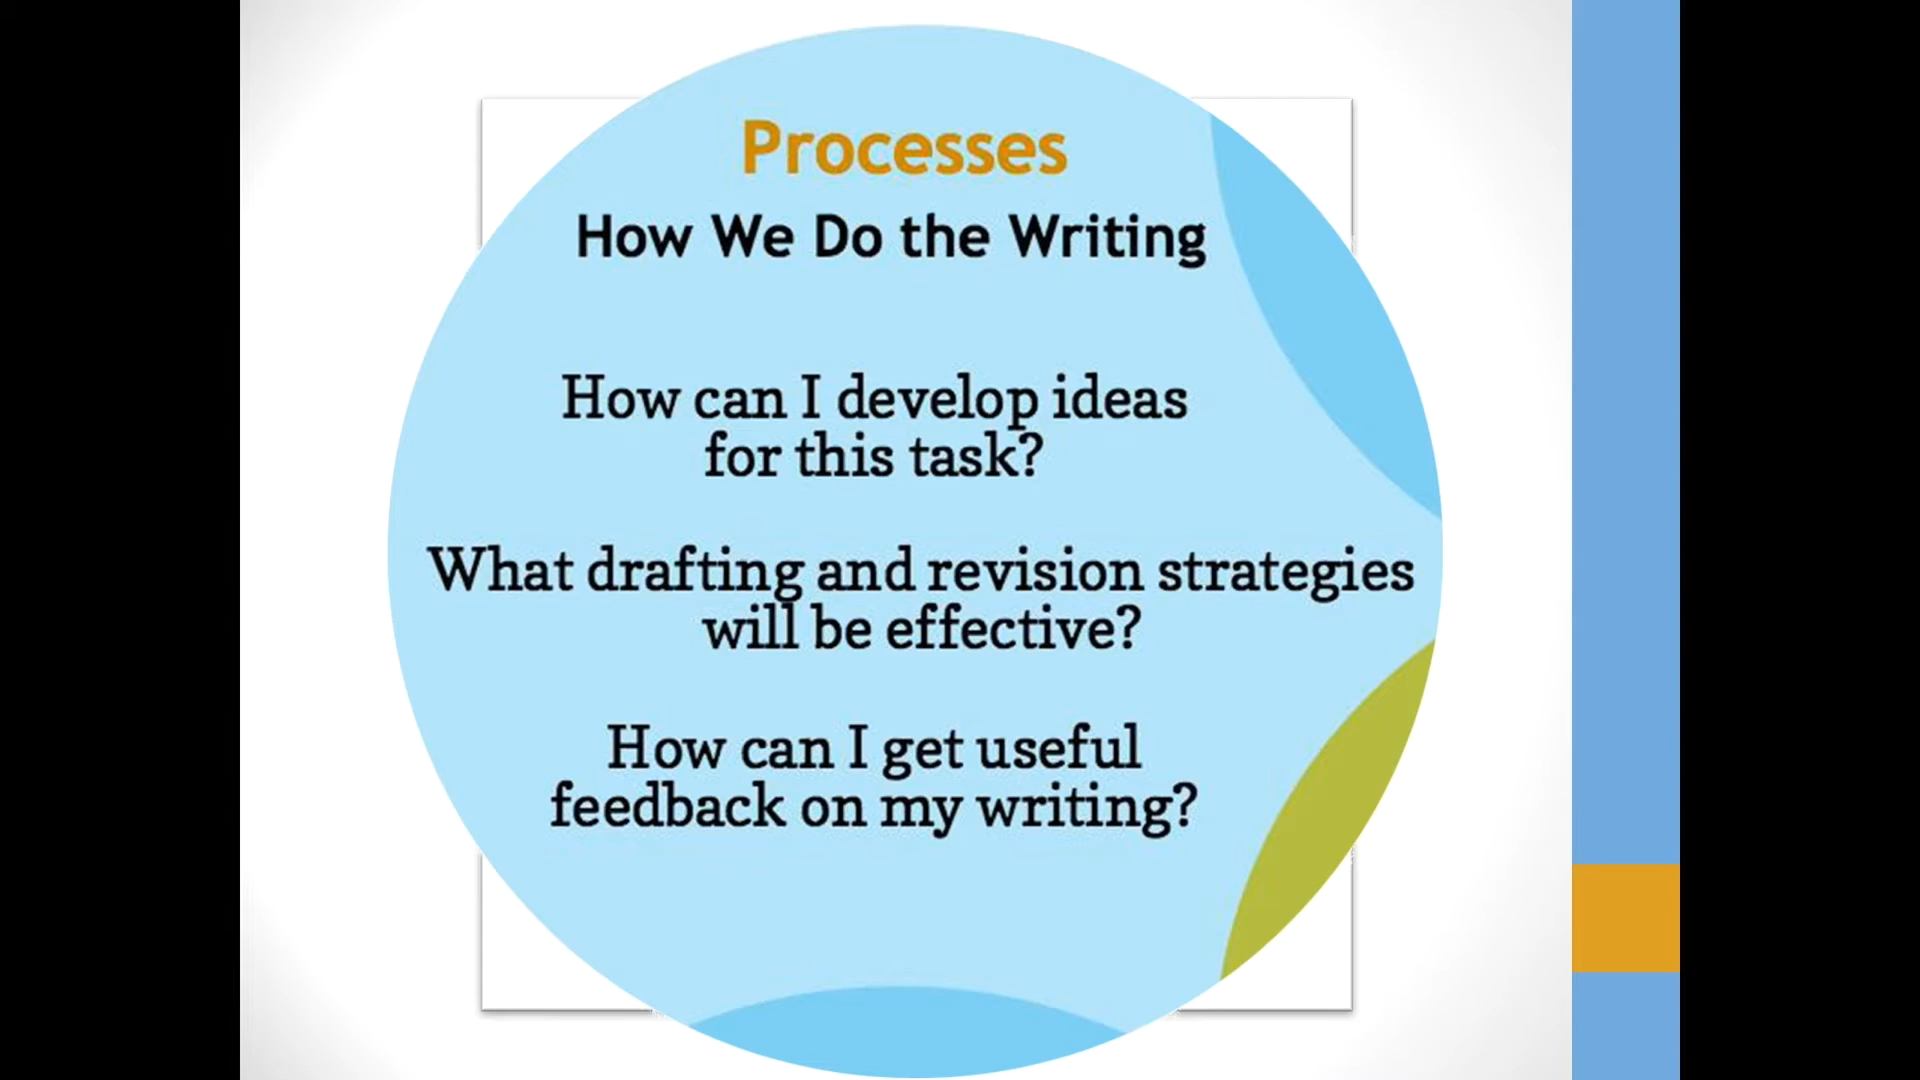 Processes
How We Do the Writing
How can I develop ideas
for this task?
What drafting and revision strategies
will be effective?
How can I get useful
feedback on my writing?